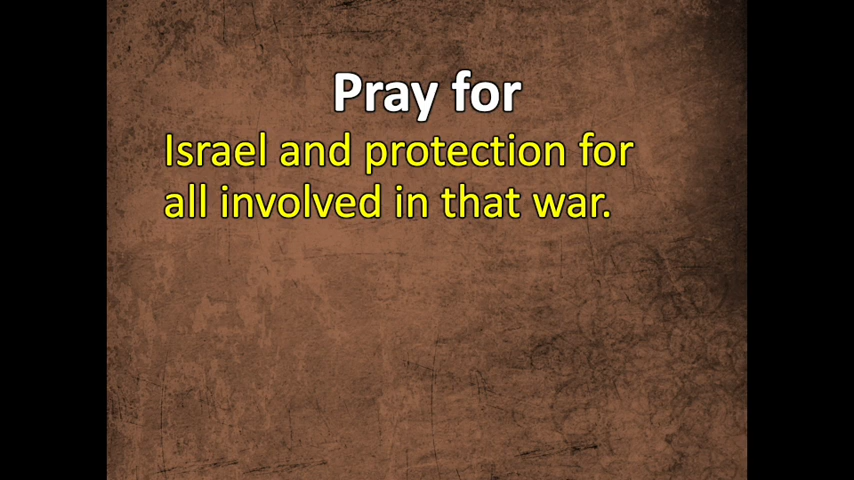 Pray for
Israel and protection for
all involved in that war.